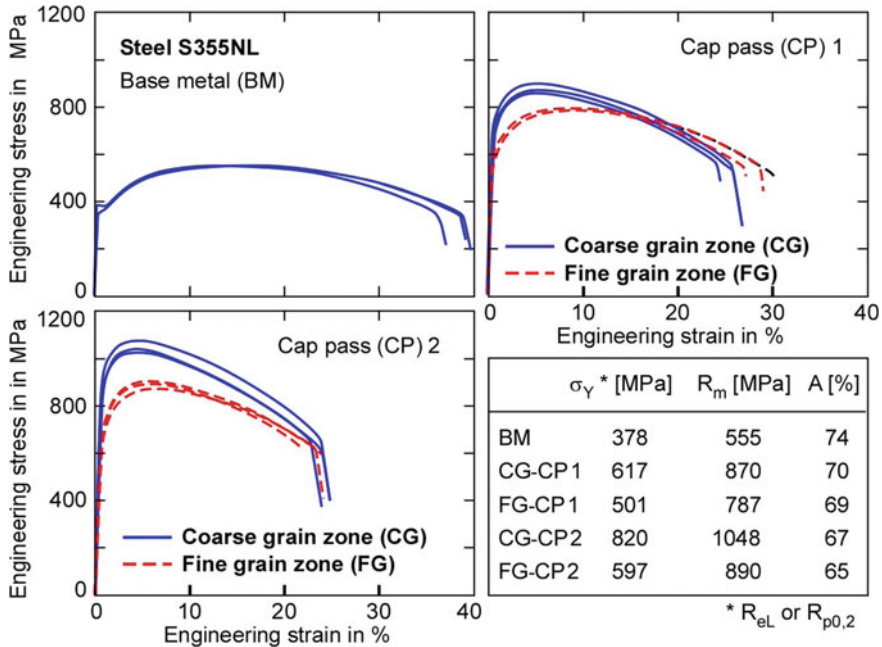 Engineering stress in MPa
1200
800
400
0
Steel S355NL
Base metal (BM)
Cap pass (CP) 1
Coarse grain zone (CG)
Fine grain zone (FG)
0 10 20 30 40
Engineering strain in %
Engineering stress in in MPa
1200
800
400
0
Cap pass (CP) 2
Coarse grain zone (CG)
Fine grain zone (FG)
0 10 20 30 40
Engineering strain in %
σY * [MPa] Rm [MPa] A [%]
BM 378 555 74
CG-CP1 617 870 70
FG-CP1 501 787 69
CG-CP2 820 1048 67
FG-CP2 597 890 65
* ReL or Rp0,2